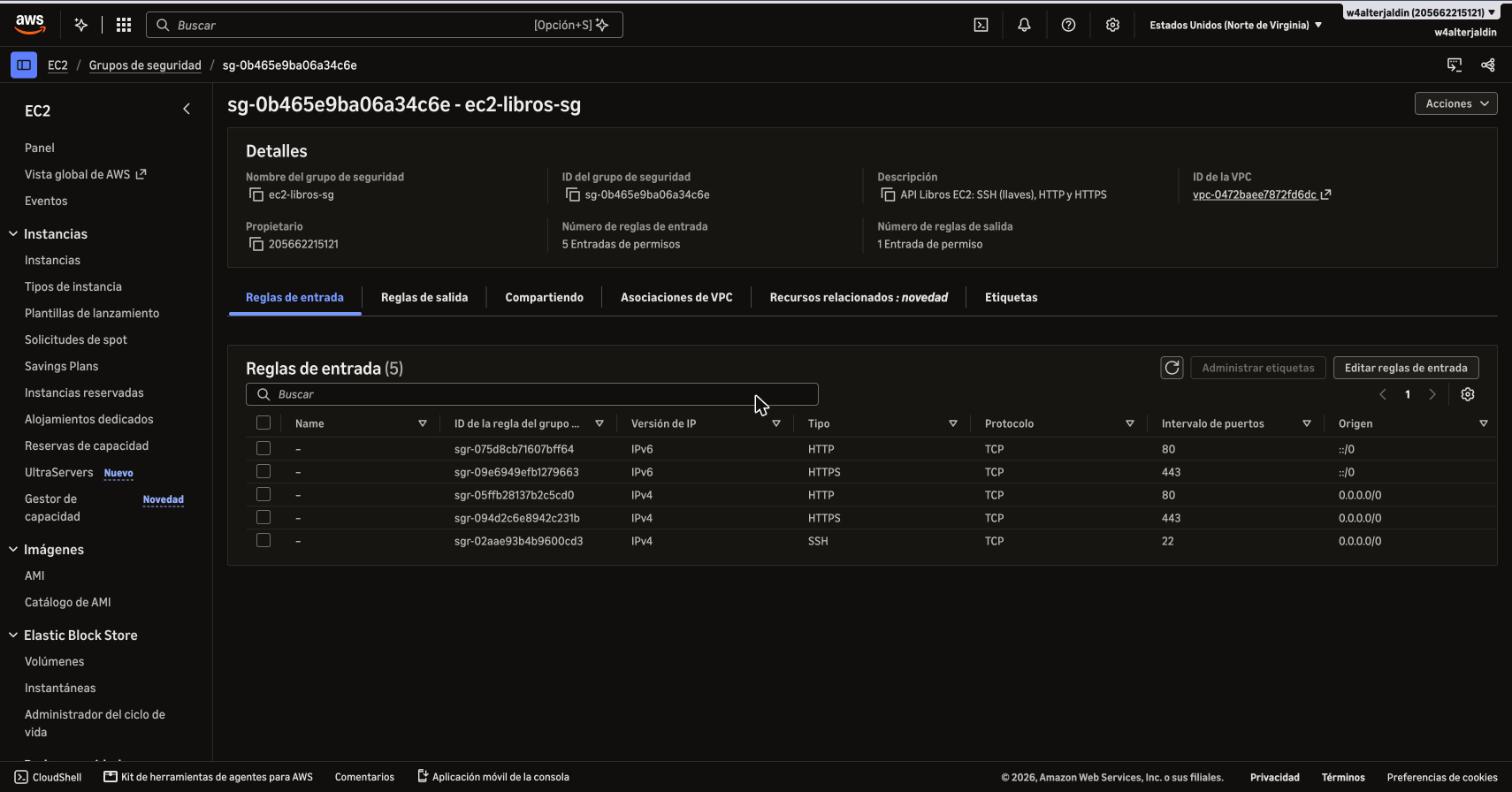 aws
Buscar [Opción+S]
Estados Unidos (Norte de Virginia)
w4alterjaldin (205662215121)
w4alterjaldin
EC2 / Grupos de seguridad / sg-0b465e9ba06a34c6e
EC2
Panel
Vista global de AWS
Eventos
Instancias
Instancias
Tipos de instancia
Plantillas de lanzamiento
Solicitudes de spot
Savings Plans
Instancias reservadas
Alojamientos dedicados
Reservas de capacidad
UltraServers Nuevo
Gestor de Novedad
capacidad
Imágenes
AMI
Catálogo de AMI
Elastic Block Store
Volúmenes
Instantáneas
Administrador del ciclo de
vida
sg-0b465e9ba06a34c6e - ec2-libros-sg
Acciones
Detalles
Nombre del grupo de seguridad
ec2-libros-sg
ID del grupo de seguridad
sg-0b465e9ba06a34c6e
Descripción
API Libros EC2: SSH (llaves), HTTP y HTTPS
ID de la VPC
vpc-0472baee7872fd6dc
Propietario
205662215121
Número de reglas de entrada
5 Entradas de permisos
Número de reglas de salida
1 Entrada de permiso
Reglas de entrada Reglas de salida Compartiendo Asociaciones de VPC Recursos relacionados : novedad Etiquetas
Reglas de entrada (5)
Administrar etiquetas Editar reglas de entrada
Buscar
1
Name ID de la regla del grupo ... Versión de IP Tipo Protocolo Intervalo de puertos Origen
– sgr-075d8cb71607bff64 IPv6 HTTP TCP 80 ::/0
– sgr-09e6949efb1279663 IPv6 HTTPS TCP 443 ::/0
– sgr-05ffb28137b2c5cd0 IPv4 HTTP TCP 80 0.0.0.0/0
– sgr-094d2c6e8942c231b IPv4 HTTPS TCP 443 0.0.0.0/0
– sgr-02aae93b4b9600cd3 IPv4 SSH TCP 22 0.0.0.0/0
CloudShell Kit de herramientas de agentes para AWS Comentarios Aplicación móvil de la consola
© 2026, Amazon Web Services, Inc. o sus filiales. Privacidad Términos Preferencias de cookies